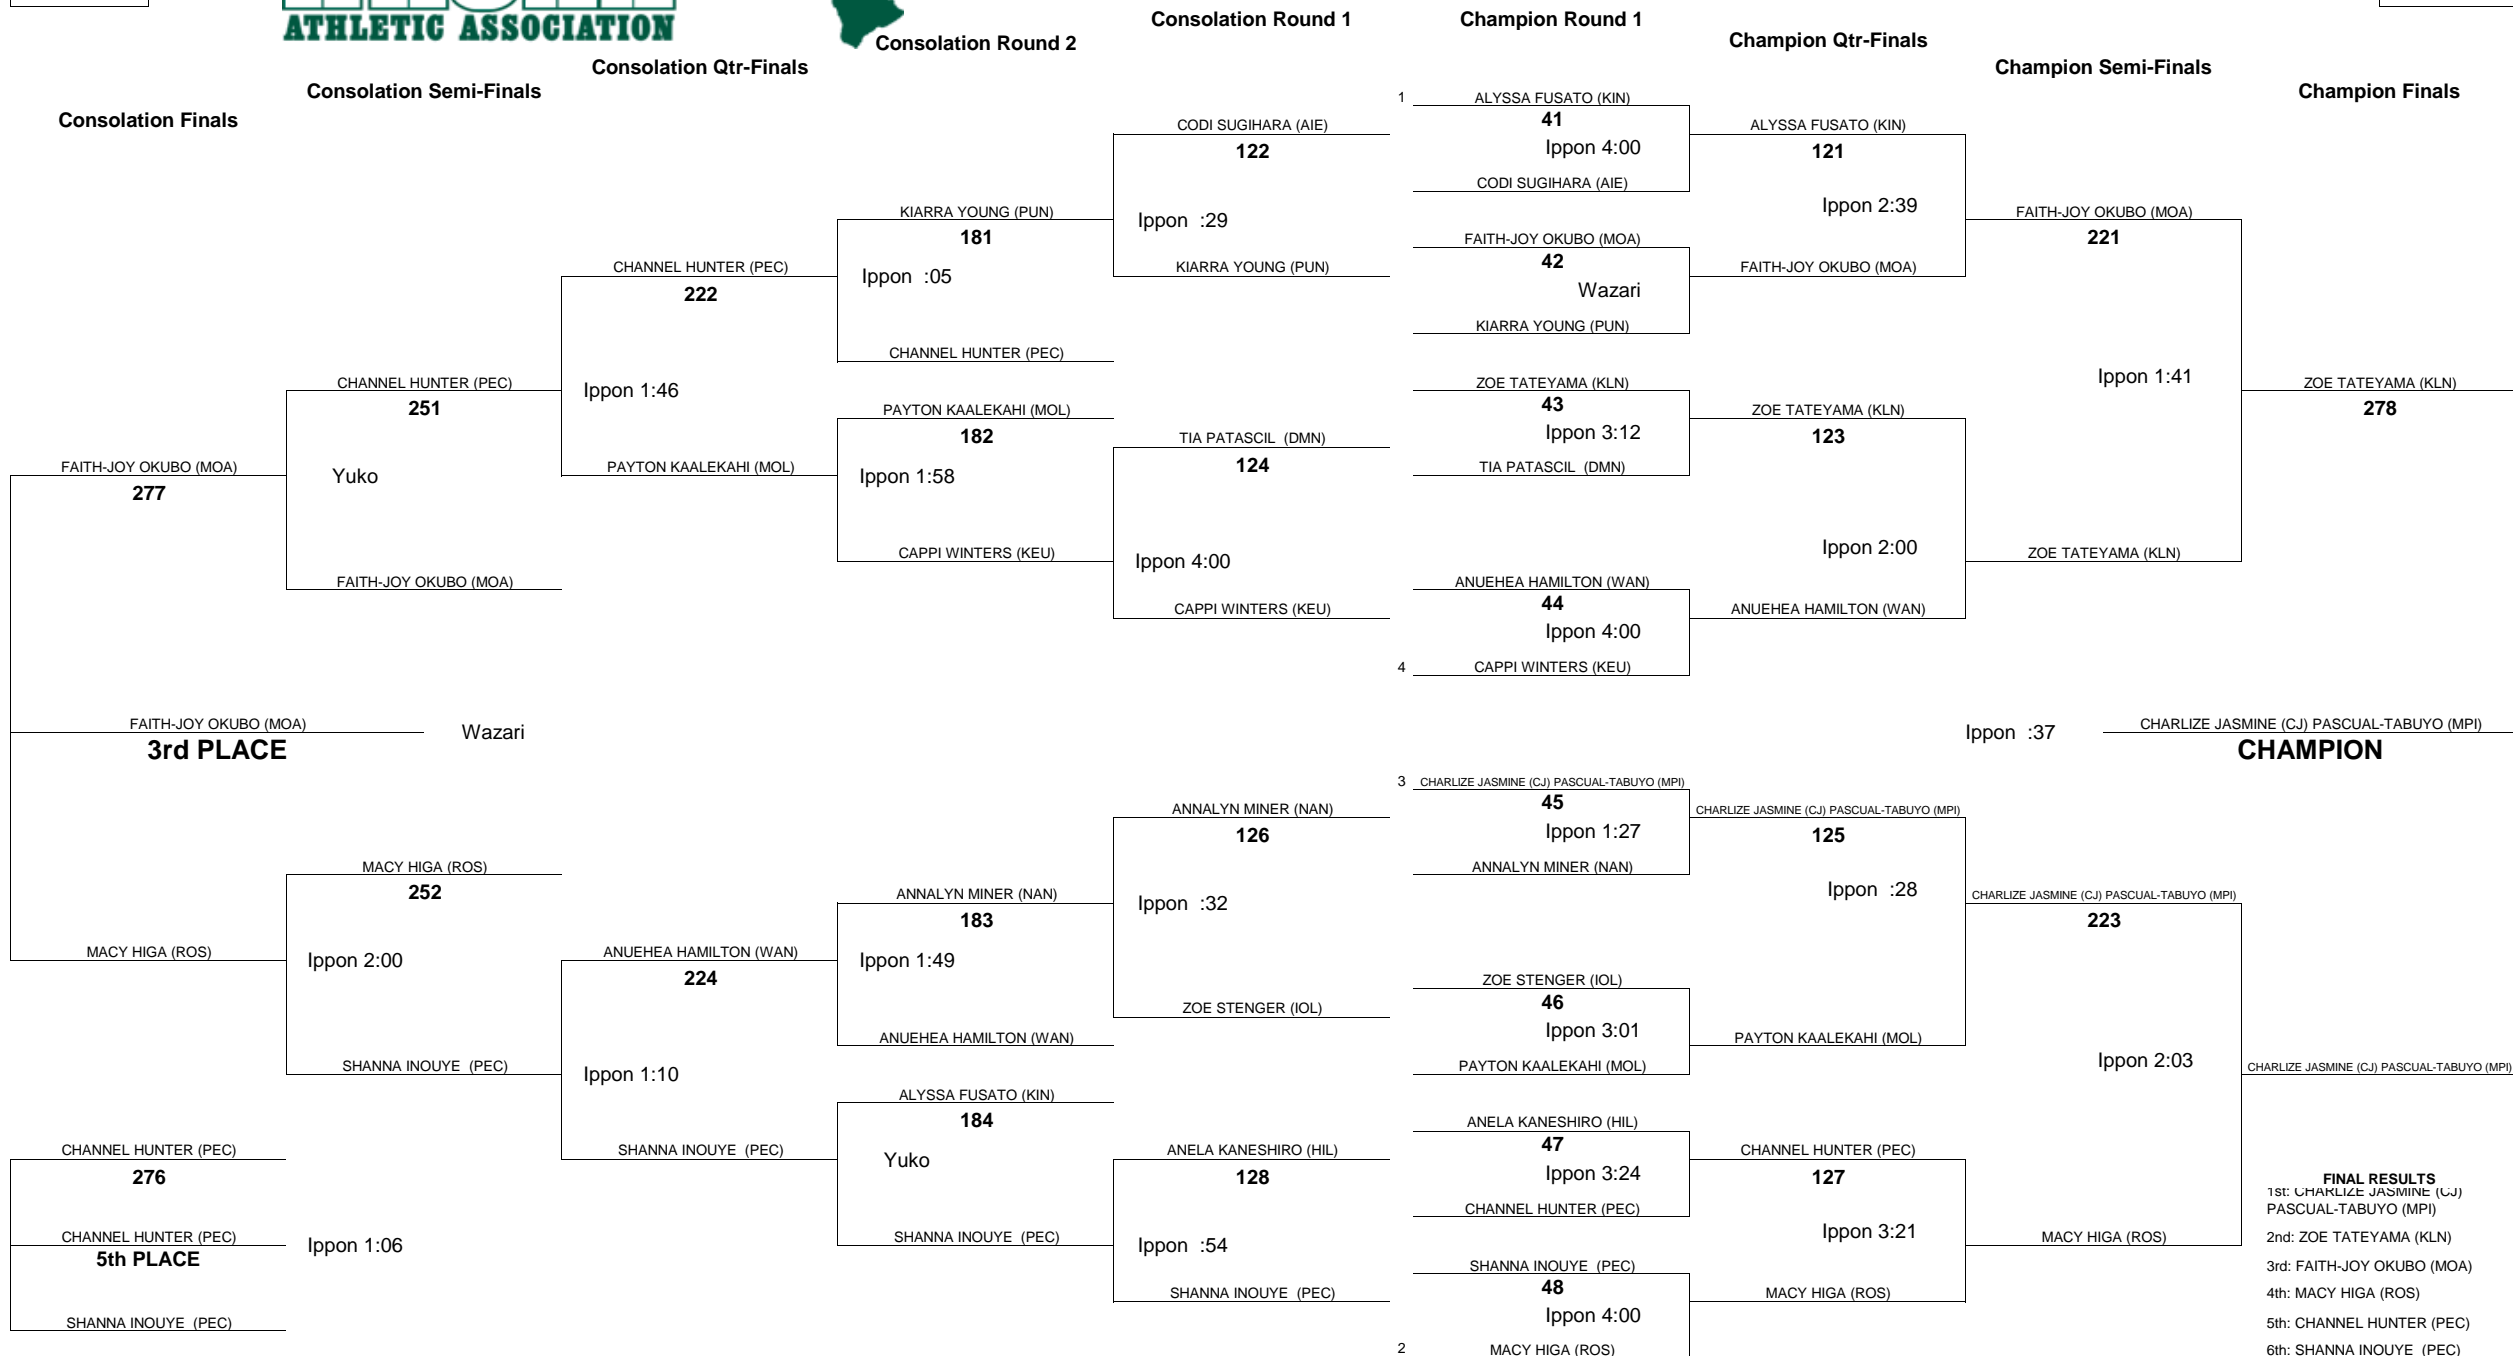 ATHLETIC ASSOCIATION
Consolation Round 1
Champion Round 1
Consolation Round 2
Champion Qtr-Finals
Consolation Qtr-Finals
Champion Semi-Finals
Consolation Semi-Finals
Champion Finals
Consolation Finals
1
ALYSSA FUSATO (KIN)
41
Ippon 4:00
CODI SUGIHARA (AIE)
FAITH-JOY OKUBO (MOA)
42
Wazari
KIARRA YOUNG (PUN)
ZOE TATEYAMA (KLN)
43
Ippon 3:12
TIA PATASCIL (DMN)
ANUEHEA HAMILTON (WAN)
44
Ippon 4:00
4
CAPPI WINTERS (KEU)
3
CHARLIZE JASMINE (CJ) PASCUAL-TABUYO (MPI)
45
Ippon 1:27
ANNALYN MINER (NAN)
ZOE STENGER (IOL)
46
Ippon 3:01
PAYTON KAALEKAHI (MOL)
ANELA KANESHIRO (HIL)
47
Ippon 3:24
CHANNEL HUNTER (PEC)
SHANNA INOUYE (PEC)
48
Ippon 4:00
2
MACY HIGA (ROS)
ALYSSA FUSATO (KIN)
121
Ippon 2:39
FAITH-JOY OKUBO (MOA)
ZOE TATEYAMA (KLN)
123
Ippon 2:00
ANUEHEA HAMILTON (WAN)
CHARLIZE JASMINE (CJ) PASCUAL-TABUYO (MPI)
125
Ippon :28
PAYTON KAALEKAHI (MOL)
CHANNEL HUNTER (PEC)
127
Ippon 3:21
MACY HIGA (ROS)
FAITH-JOY OKUBO (MOA)
221
Ippon 1:41
ZOE TATEYAMA (KLN)
CHARLIZE JASMINE (CJ) PASCUAL-TABUYO (MPI)
223
Ippon 2:03
MACY HIGA (ROS)
ZOE TATEYAMA (KLN)
278
Ippon :37
CHARLIZE JASMINE (CJ) PASCUAL-TABUYO (MPI)
CHAMPION
CHARLIZE JASMINE (CJ) PASCUAL-TABUYO (MPI)
CODI SUGIHARA (AIE)
122
Ippon :29
KIARRA YOUNG (PUN)
TIA PATASCIL (DMN)
124
Ippon 4:00
CAPPI WINTERS (KEU)
ANNALYN MINER (NAN)
126
Ippon :32
ZOE STENGER (IOL)
ANELA KANESHIRO (HIL)
128
Ippon :54
SHANNA INOUYE (PEC)
KIARRA YOUNG (PUN)
181
Ippon :05
CHANNEL HUNTER (PEC)
PAYTON KAALEKAHI (MOL)
182
Ippon 1:58
CAPPI WINTERS (KEU)
ANNALYN MINER (NAN)
183
Ippon 1:49
ANUEHEA HAMILTON (WAN)
ALYSSA FUSATO (KIN)
184
Yuko
SHANNA INOUYE (PEC)
CHANNEL HUNTER (PEC)
222
Ippon 1:46
PAYTON KAALEKAHI (MOL)
ANUEHEA HAMILTON (WAN)
224
Ippon 1:10
SHANNA INOUYE (PEC)
CHANNEL HUNTER (PEC)
251
Yuko
FAITH-JOY OKUBO (MOA)
MACY HIGA (ROS)
252
Ippon 2:00
SHANNA INOUYE (PEC)
FAITH-JOY OKUBO (MOA)
277
FAITH-JOY OKUBO (MOA)
Wazari
3rd PLACE
MACY HIGA (ROS)
CHANNEL HUNTER (PEC)
276
CHANNEL HUNTER (PEC)
Ippon 1:06
5th PLACE
SHANNA INOUYE (PEC)
FINAL RESULTS
1st: CHARLIZE JASMINE (CJ)
PASCUAL-TABUYO (MPI)
2nd: ZOE TATEYAMA (KLN)
3rd: FAITH-JOY OKUBO (MOA)
4th: MACY HIGA (ROS)
5th: CHANNEL HUNTER (PEC)
6th: SHANNA INOUYE (PEC)